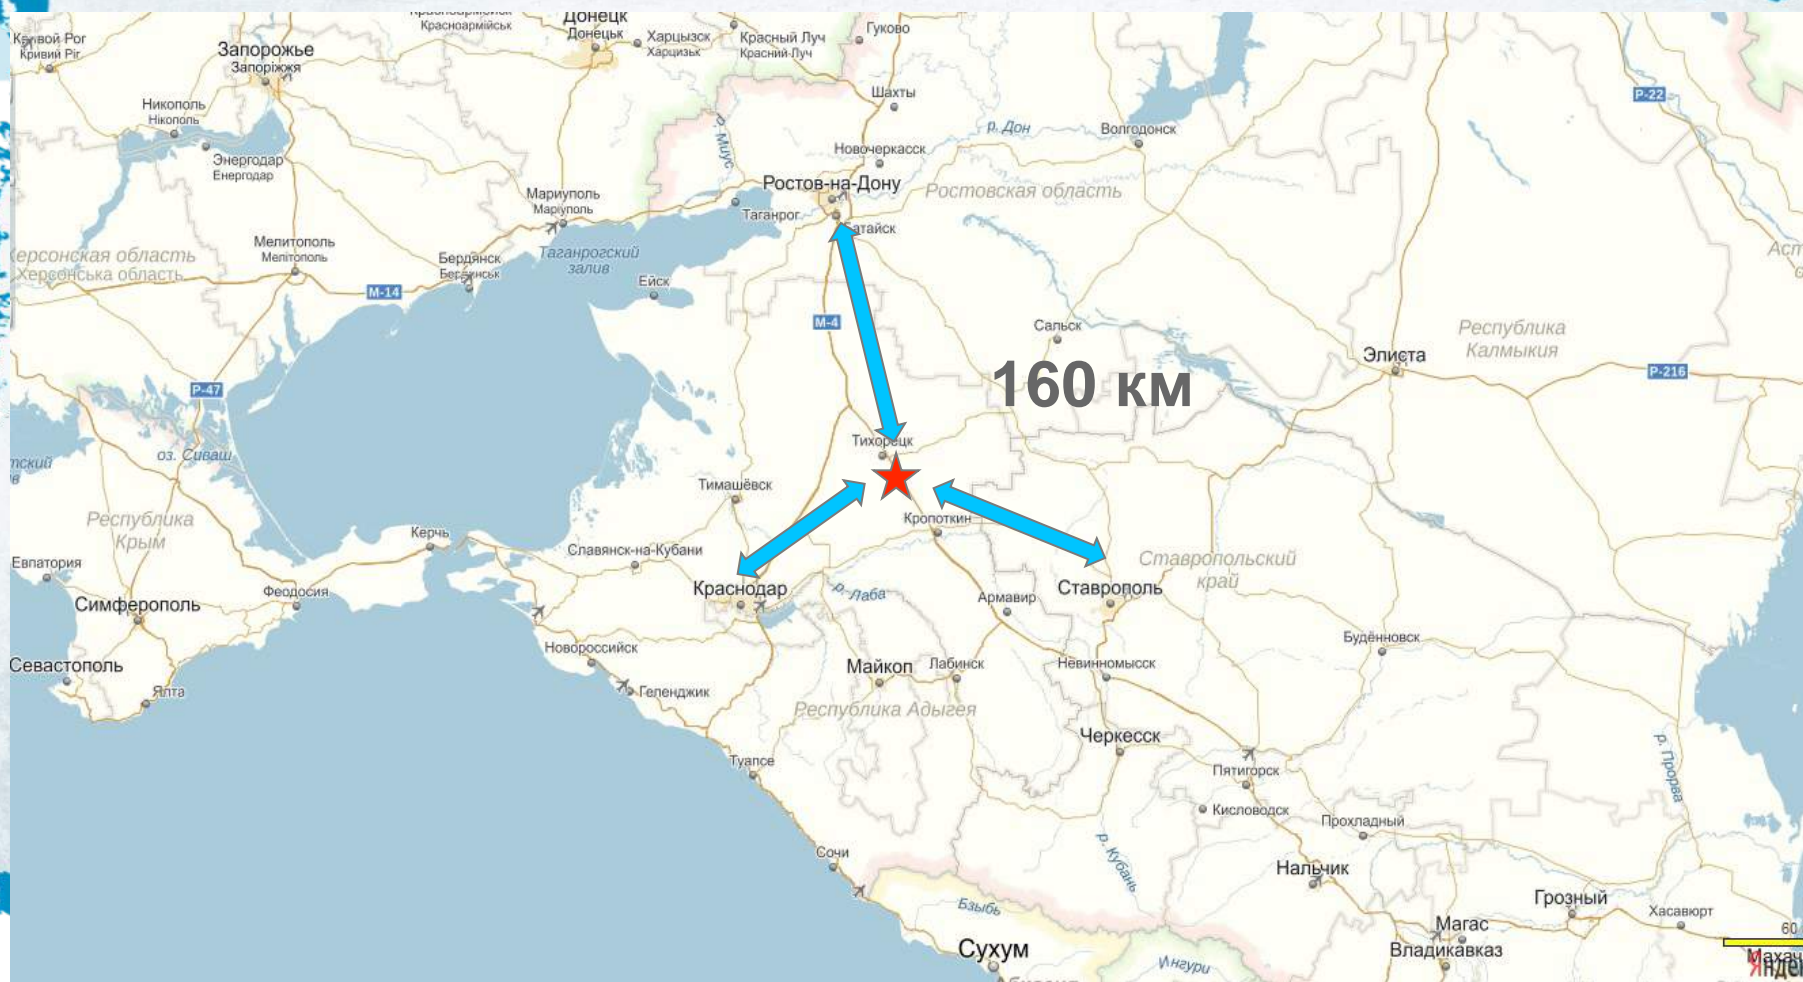 Донецк
Донецьк
Красноармійськ
Кривой Рог
Кривий Ріг
Запорожье
Запоріжжя
Харцызск
Харцизьк
Красный Луч
Красний Луч
Гуково
Шахты
Р-22
Никополь
Нікополь
р. Миус
р. Дон
Волгодонск
Энергодар
Енергодар
Новочеркасск
Мариуполь
Маріуполь
Ростов-на-Дону
Ростовская область
Таганрог
Батайск
Мелитополь
Мелітополь
Херсонская область
Херсонська область
Бердянск
Бердянськ
Таганрогский
залив
Ейск
М-14
М-4
Сальск
Республика
Калмыкия
Элиста
Р-216
160 км
Р-47
Тихорецк
оз. Сиваш
Тимашёвск
Республика
Крым
Керчь
Кропоткин
Славянск-на-Кубани
Ставропольский
край
Евпатория
Феодосия
Симферополь
Краснодар
р. Лаба
Армавир
Ставрополь
Будённовск
Новороссийск
Севастополь
Майкоп
Лабинск
Невинномысск
Ялта
Геленджик
Республика Адыгея
Черкесск
р. Прорва
Туапсе
Пятигорск
Кисловодск
Прохладный
р. Кубань
Сочи
Нальчик
Грозный
Бзыбь
Хасавюрт
Магас
Владикавказ
60
Сухум
Ингури